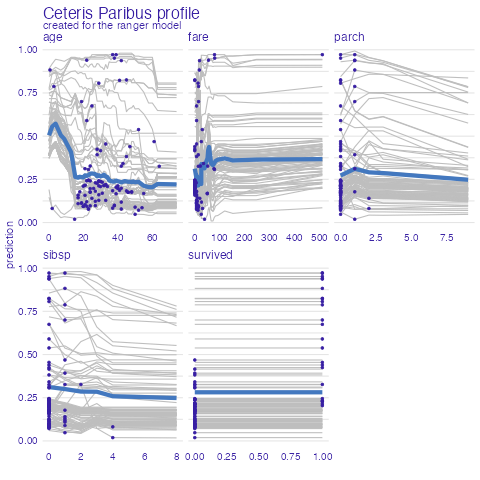 Ceteris Paribus profile
created for the ranger model
age fare parch
1.00
0.75
0.50
0.25
0.00
0 20 40 60 0 100 200 300 400 500 0.0 2.5 5.0 7.5
prediction
sibsp survived
1.00
0.75
0.50
0.25
0.00
0 2 4 6 8 0.00 0.25 0.50 0.75 1.00